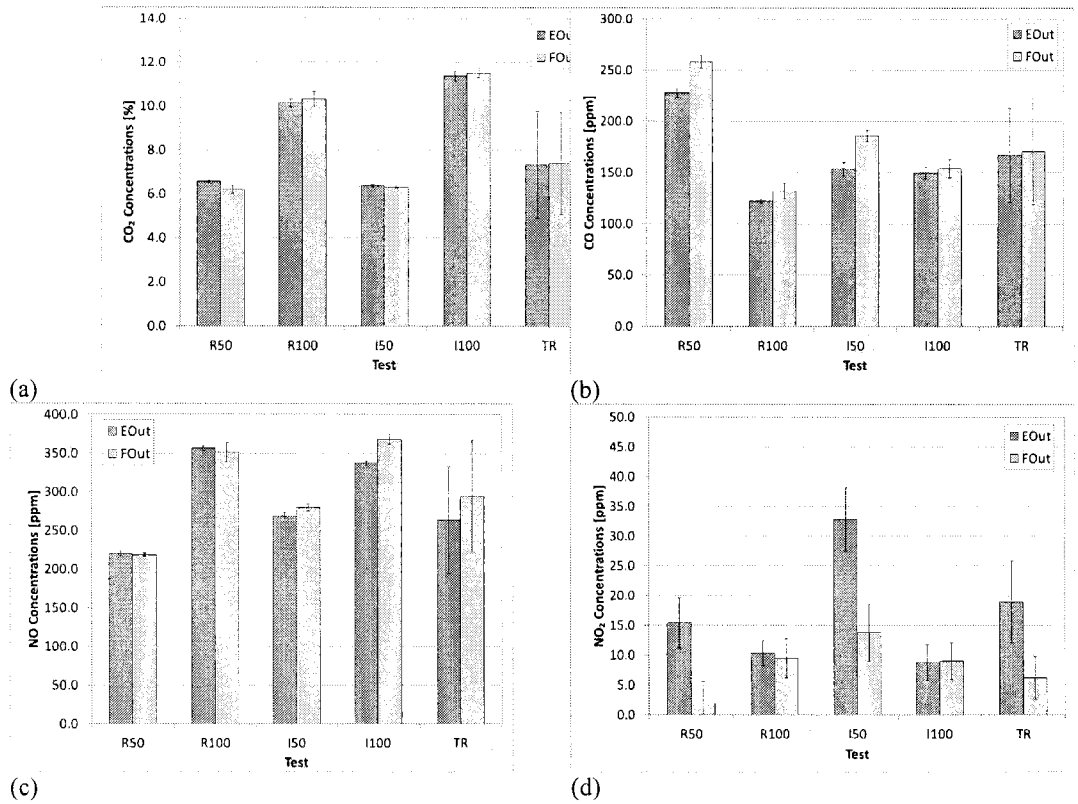 14.0
12.0
10.0
8.0
6.0
4.0
2.0
0.0
CO₂ Concentrations [%]
EOut
R50 R100 I50 I100 TR
Test
(a)
300.0
250.0
200.0
150.0
100.0
50.0
0.0
CO Concentrations [ppm]
EOut
FOut
R50 R100 I50 I100 TR
Test
(b)
400.0
350.0
300.0
250.0
200.0
150.0
100.0
50.0
0.0
NO Concentrations [ppm]
EOut
FOut
R50 R100 I50 I100 TR
Test
(c)
50.0
45.0
40.0
35.0
30.0
25.0
20.0
15.0
10.0
5.0
0.0
NO₂ Concentrations [ppm]
EOut
FOut
R50 R100 I50 I100 TR
Test
(d)